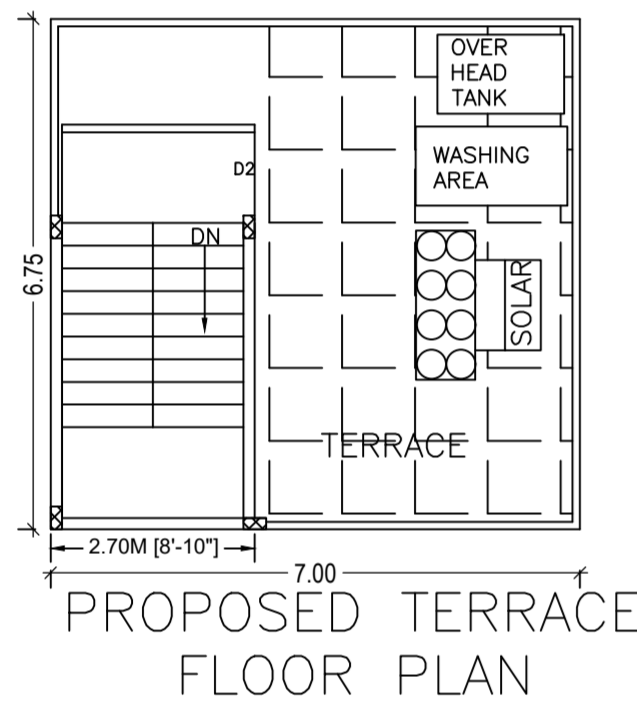 OVER
HEAD
TANK
WASHING
AREA
D2
DN
6.75
SOLAR
TERRACE
2.70M [8'-10"]
7.00
PROPOSED TERRACE
FLOOR PLAN